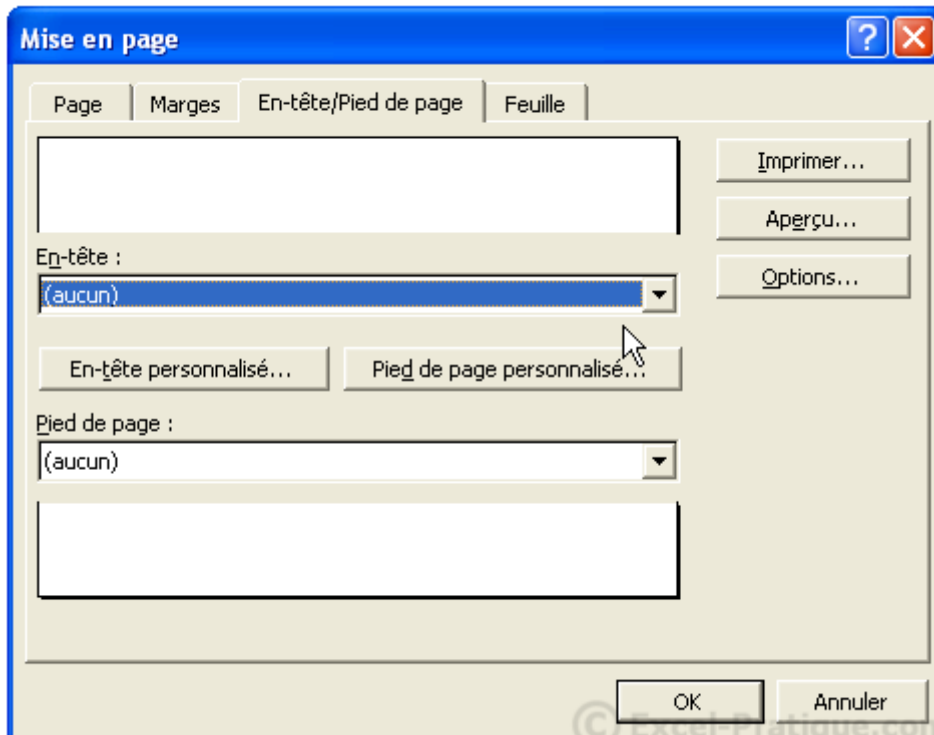 Mise en page
Page Marges En-tête/Pied de page Feuille
Imprimer...
Aperçu...
En-tête :
(aucun)
Options...
En-tête personnalisé... Pied de page personnalisé...
Pied de page :
(aucun)
OK Annuler
© Excel-Pratique.com